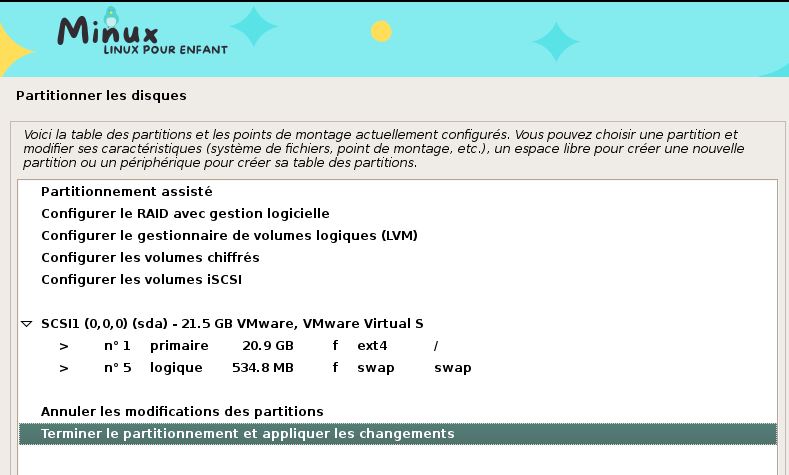 Minux
LINUX POUR ENFANT
Partitionner les disques
Voici la table des partitions et les points de montage actuellement configurés. Vous pouvez choisir une partition et
modifier ses caractéristiques (système de fichiers, point de montage, etc.), un espace libre pour créer une nouvelle
partition ou un périphérique pour créer sa table des partitions.
Partitionnement assisté
Configurer le RAID avec gestion logicielle
Configurer le gestionnaire de volumes logiques (LVM)
Configurer les volumes chiffrés
Configurer les volumes iSCSI
SCSI1 (0,0,0) (sda) - 21.5 GB VMware, VMware Virtual S
> n° 1 primaire 20.9 GB f ext4 /
> n° 5 logique 534.8 MB f swap swap
Annuler les modifications des partitions
Terminer le partitionnement et appliquer les changements